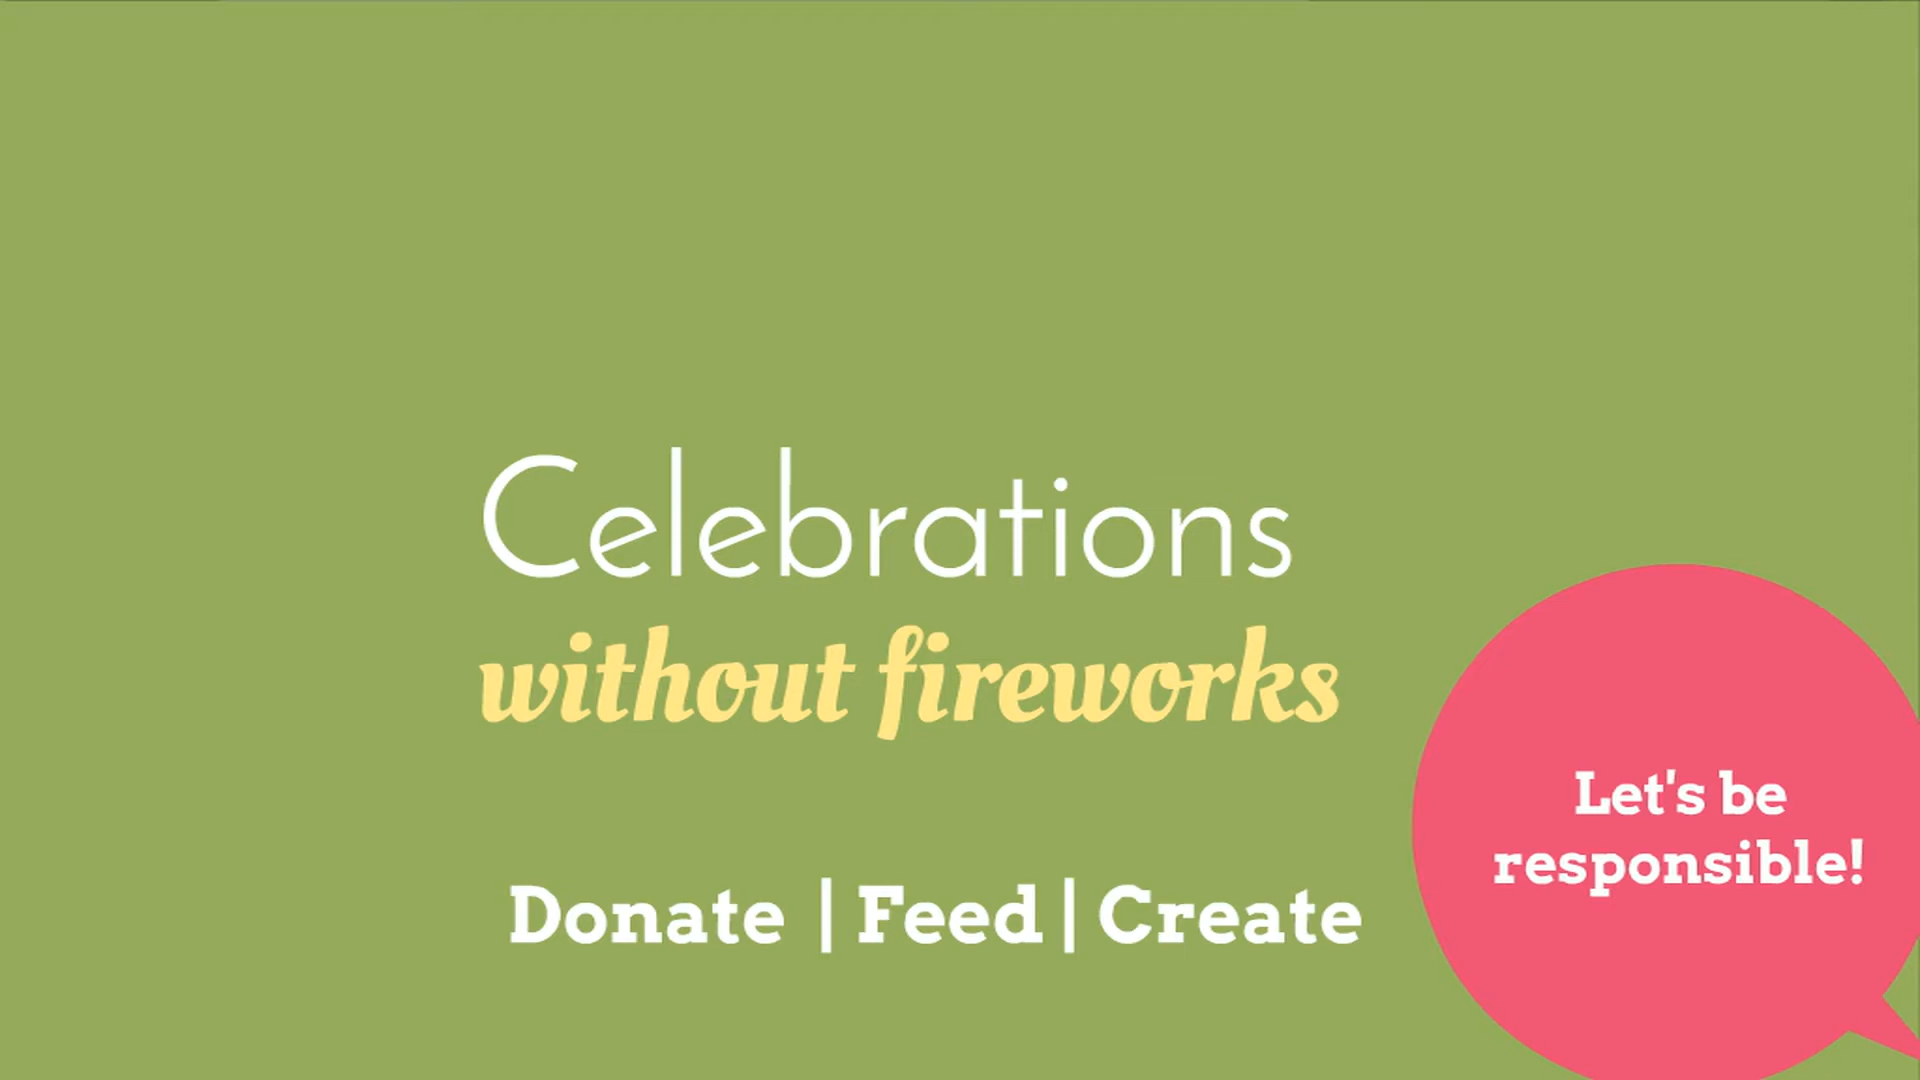 Celebrations
without fireworks
Donate | Feed | Create
Let's be
responsible!